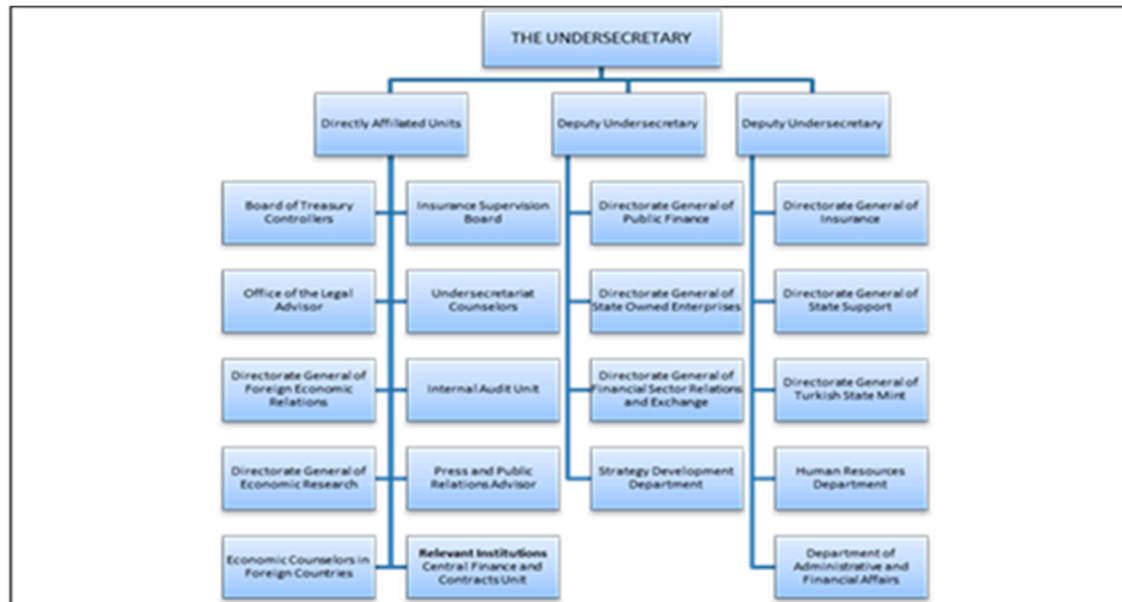 THE UNDERSECRETARY
Directly Affiliated Units
Deputy Undersecretary
Deputy Undersecretary
Board of Treasury
Controllers
Insurance Supervision
Board
Directorate General of
Public Finance
Directorate General of
Insurance
Office of the Legal
Advisor
Undersecretariat
Counselors
Directorate General of
State Owned Enterprises
Directorate General of
State Support
Directorate General of
Foreign Economic
Relations
Internal Audit Unit
Directorate General of
Financial Sector Relations
and Exchange
Directorate General of
Turkish State Mint
Directorate General of
Economic Research
Press and Public
Relations Advisor
Strategy Development
Department
Human Resources
Department
Economic Counselors in
Foreign Countries
Relevant Institutions
Central Finance and
Contracts Unit
Department of
Administrative and
Financial Affairs